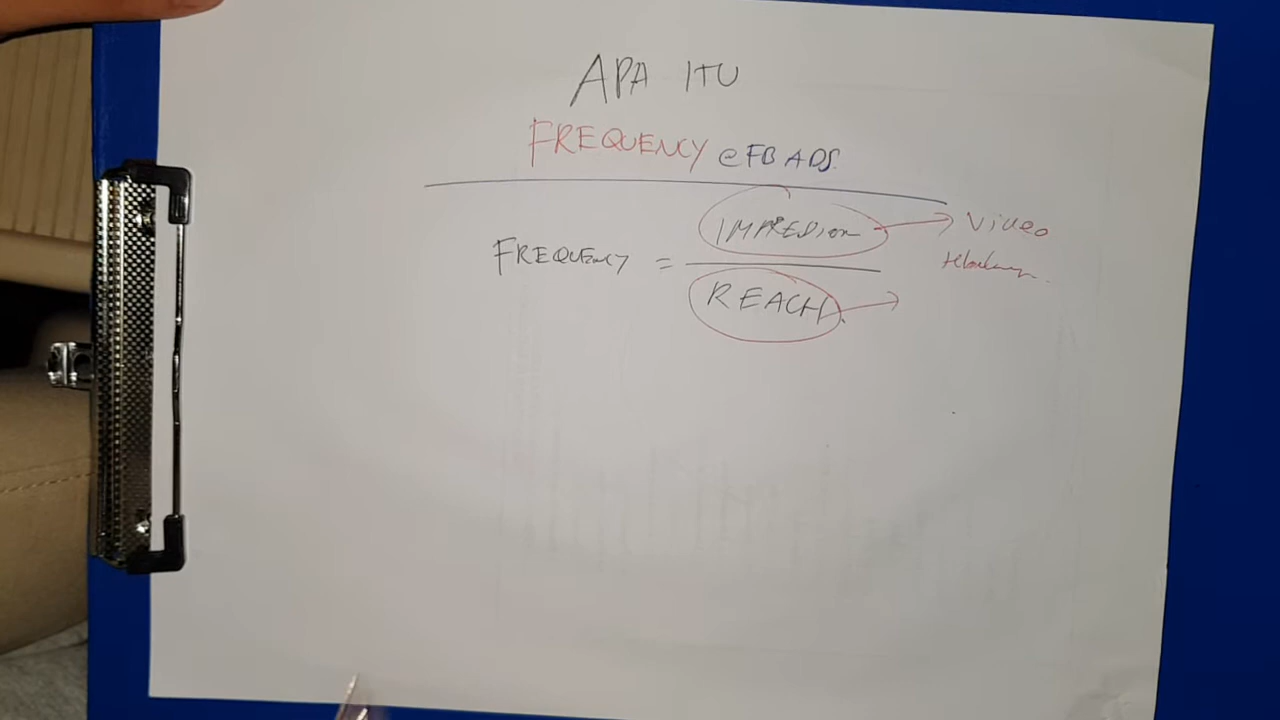 APA ITU
FREQUENCY @ FB ADS.
IMPRESSION → Video
FREQUENCY =
REACH. →